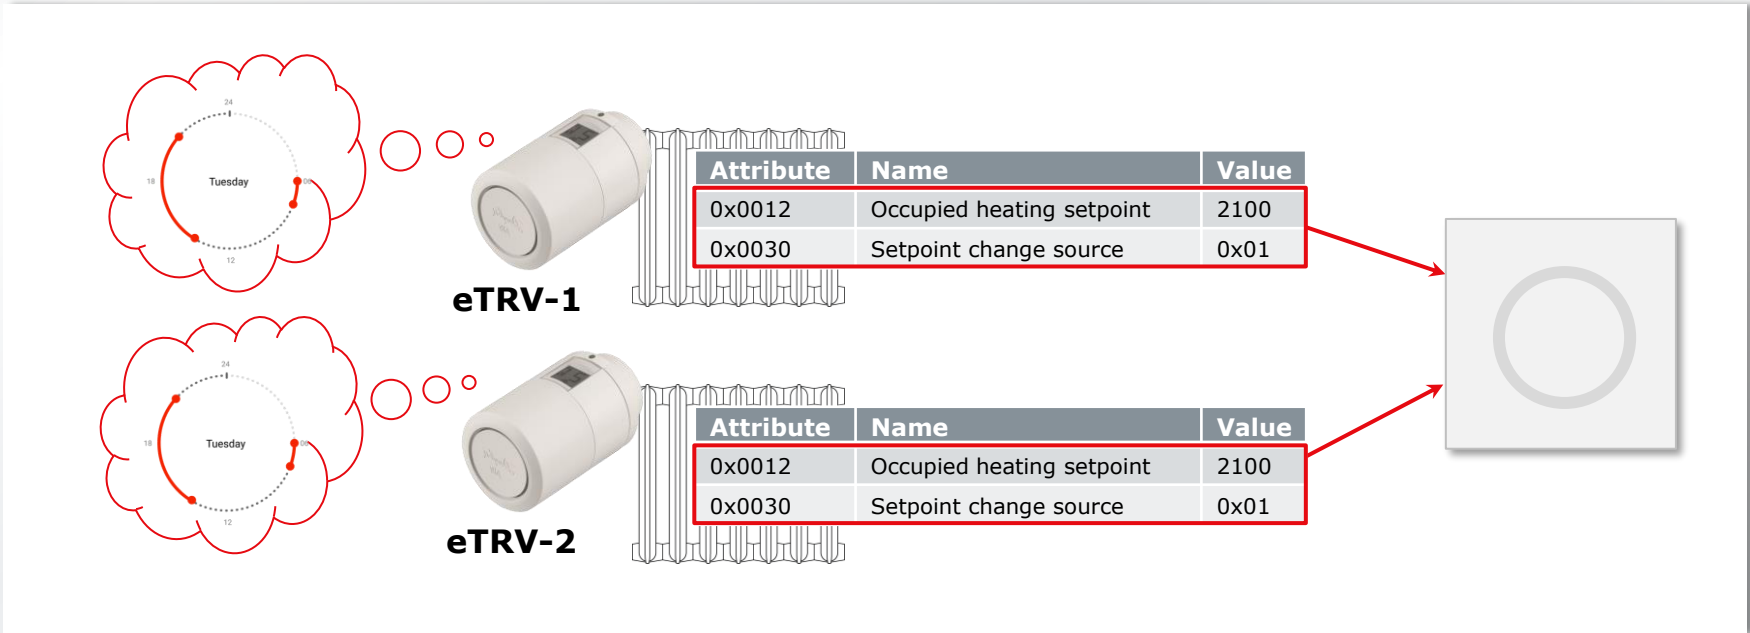 24
18
Tuesday
06
12
eTRV-1
Attribute Name Value
0x0012 Occupied heating setpoint 2100
0x0030 Setpoint change source 0x01
24
18
Tuesday
06
12
eTRV-2
Attribute Name Value
0x0012 Occupied heating setpoint 2100
0x0030 Setpoint change source 0x01